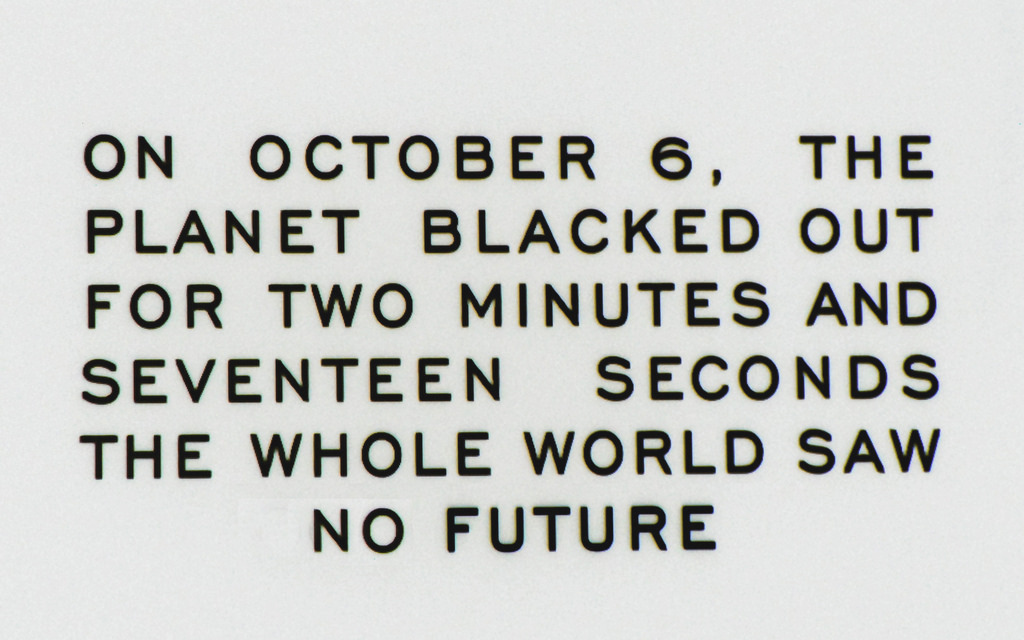 ON OCTOBER 6, THE
PLANET BLACKED OUT
FOR TWO MINUTES AND
SEVENTEEN SECONDS
THE WHOLE WORLD SAW
NO FUTURE